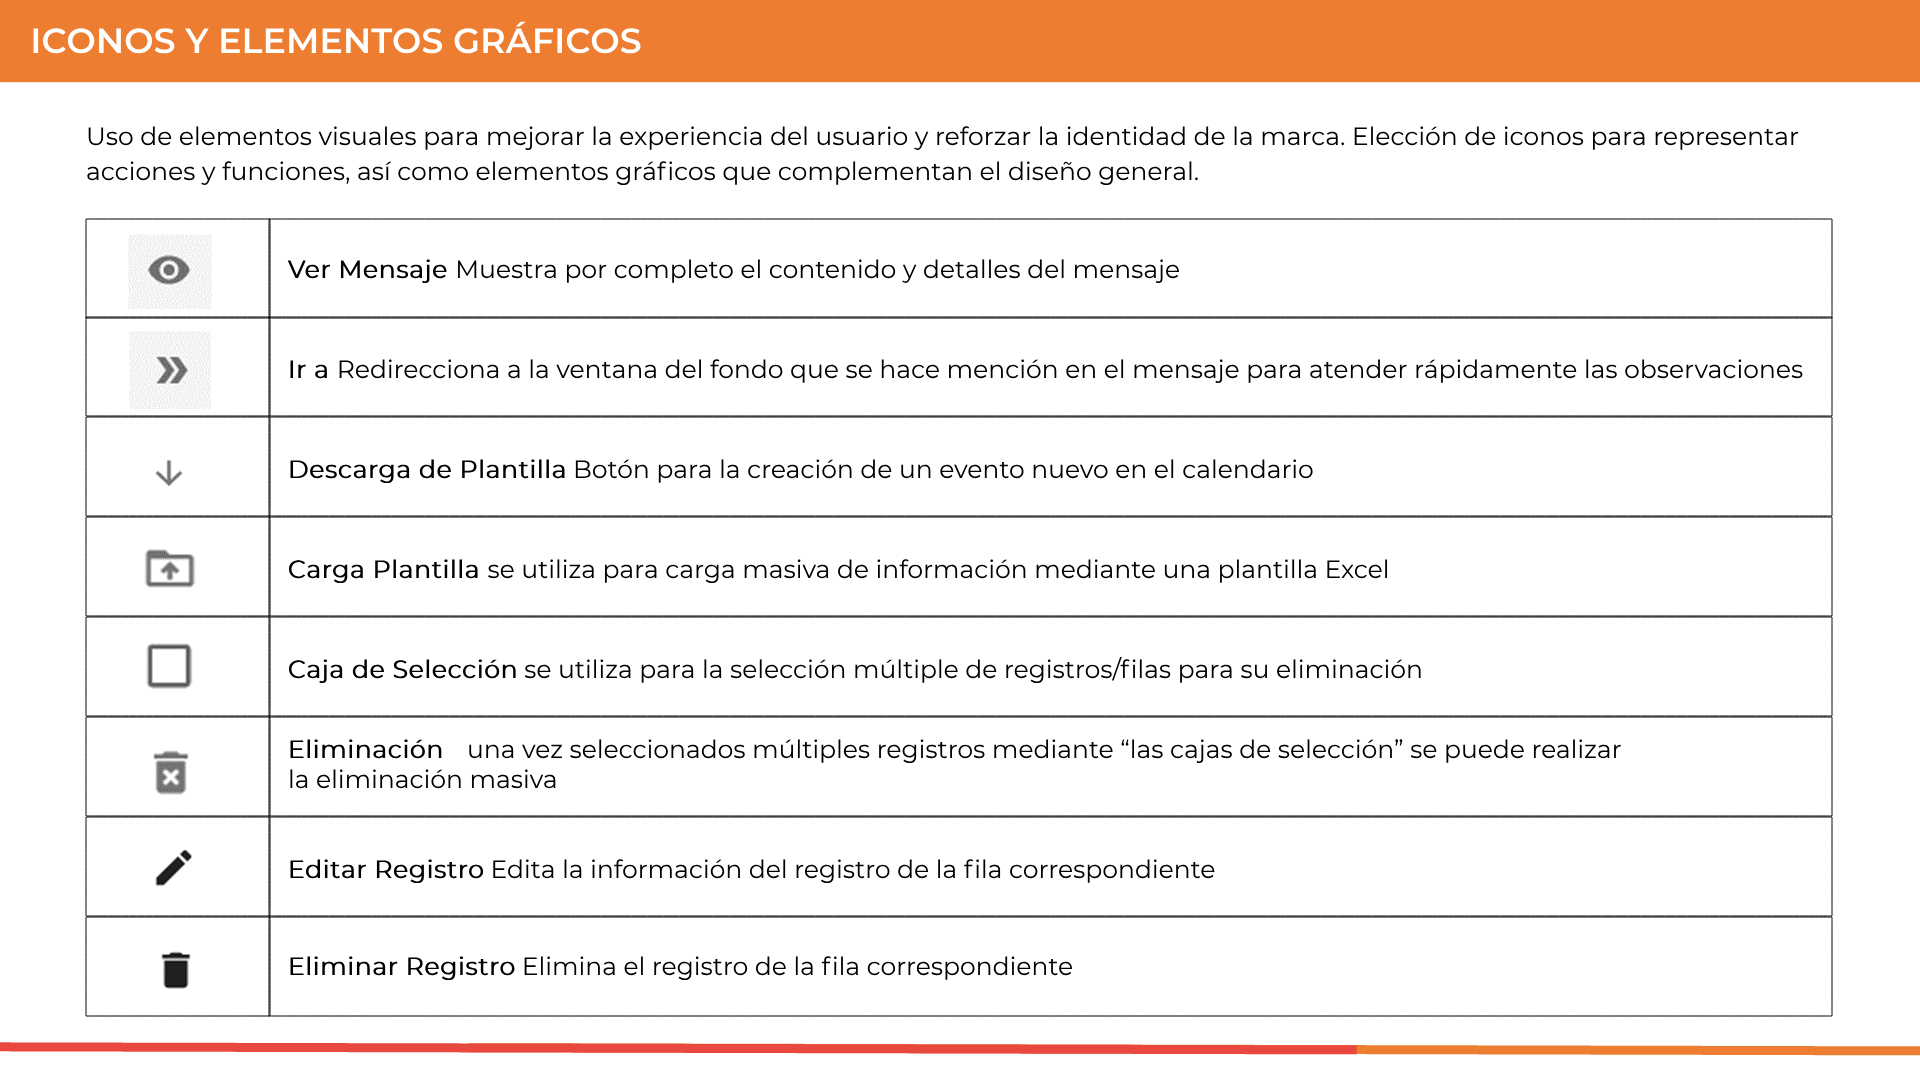 ICONOS Y ELEMENTOS GRÁFICOS
Uso de elementos visuales para mejorar la experiencia del usuario y reforzar la identidad de la marca. Elección de iconos para representar
acciones y funciones, así como elementos gráficos que complementan el diseño general.
Ver Mensaje Muestra por completo el contenido y detalles del mensaje
Ir a Redirecciona a la ventana del fondo que se hace mención en el mensaje para atender rápidamente las observaciones
Descarga de Plantilla Botón para la creación de un evento nuevo en el calendario
Carga Plantilla se utiliza para carga masiva de información mediante una plantilla Excel
Caja de Selección se utiliza para la selección múltiple de registros/filas para su eliminación
Eliminación una vez seleccionados múltiples registros mediante “las cajas de selección” se puede realizar
la eliminación masiva
Editar Registro Edita la información del registro de la fila correspondiente
Eliminar Registro Elimina el registro de la fila correspondiente